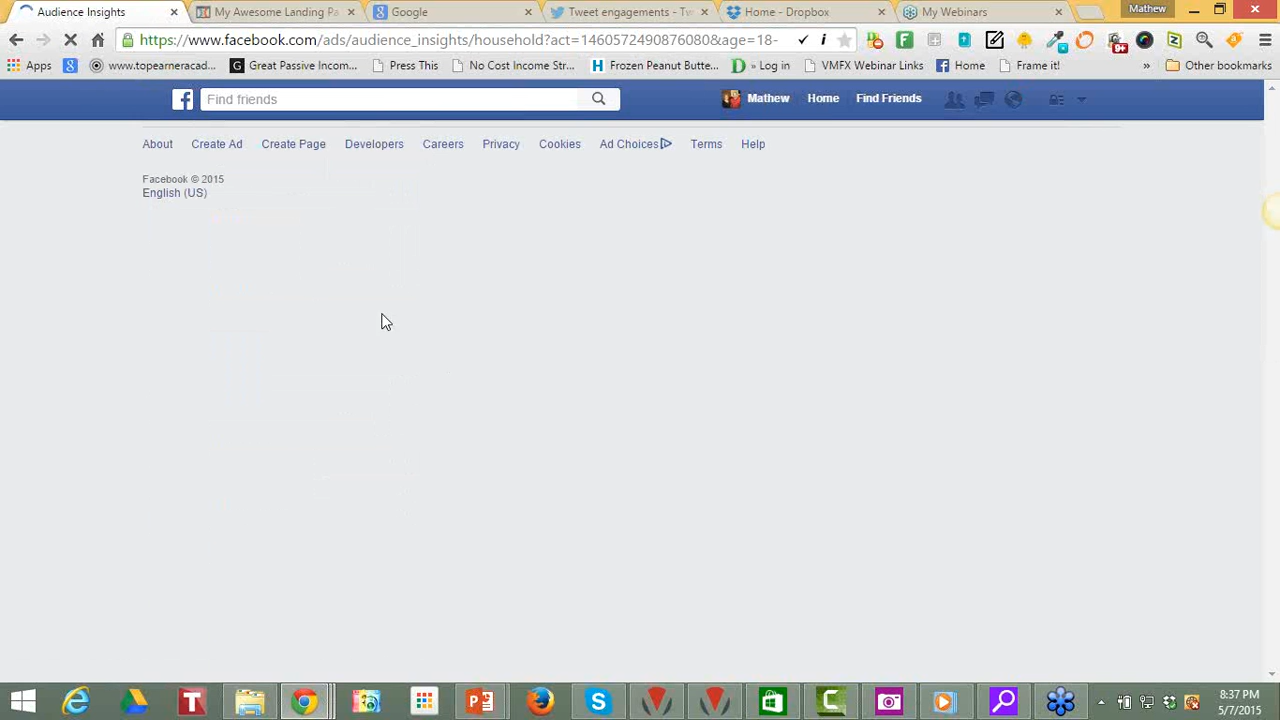 Audience Insights
My Awesome Landing Pa
Google
Tweet engagements - Tw
Home - Dropbox
My Webinars
Mathew
https://www.facebook.com/ads/audience_insights/household?act=1460572490876080&age=18-
9+
Apps
www.topearneracad...
Great Passive Incom...
Press This
No Cost Income Str...
Frozen Peanut Butte...
» Log in
VMFX Webinar Links
Home
Frame it!
»
Other bookmarks
Find friends
Mathew
Home
Find Friends
About
Create Ad
Create Page
Developers
Careers
Privacy
Cookies
Ad Choices
Terms
Help
Facebook © 2015
English (US)
8:37 PM
5/7/2015